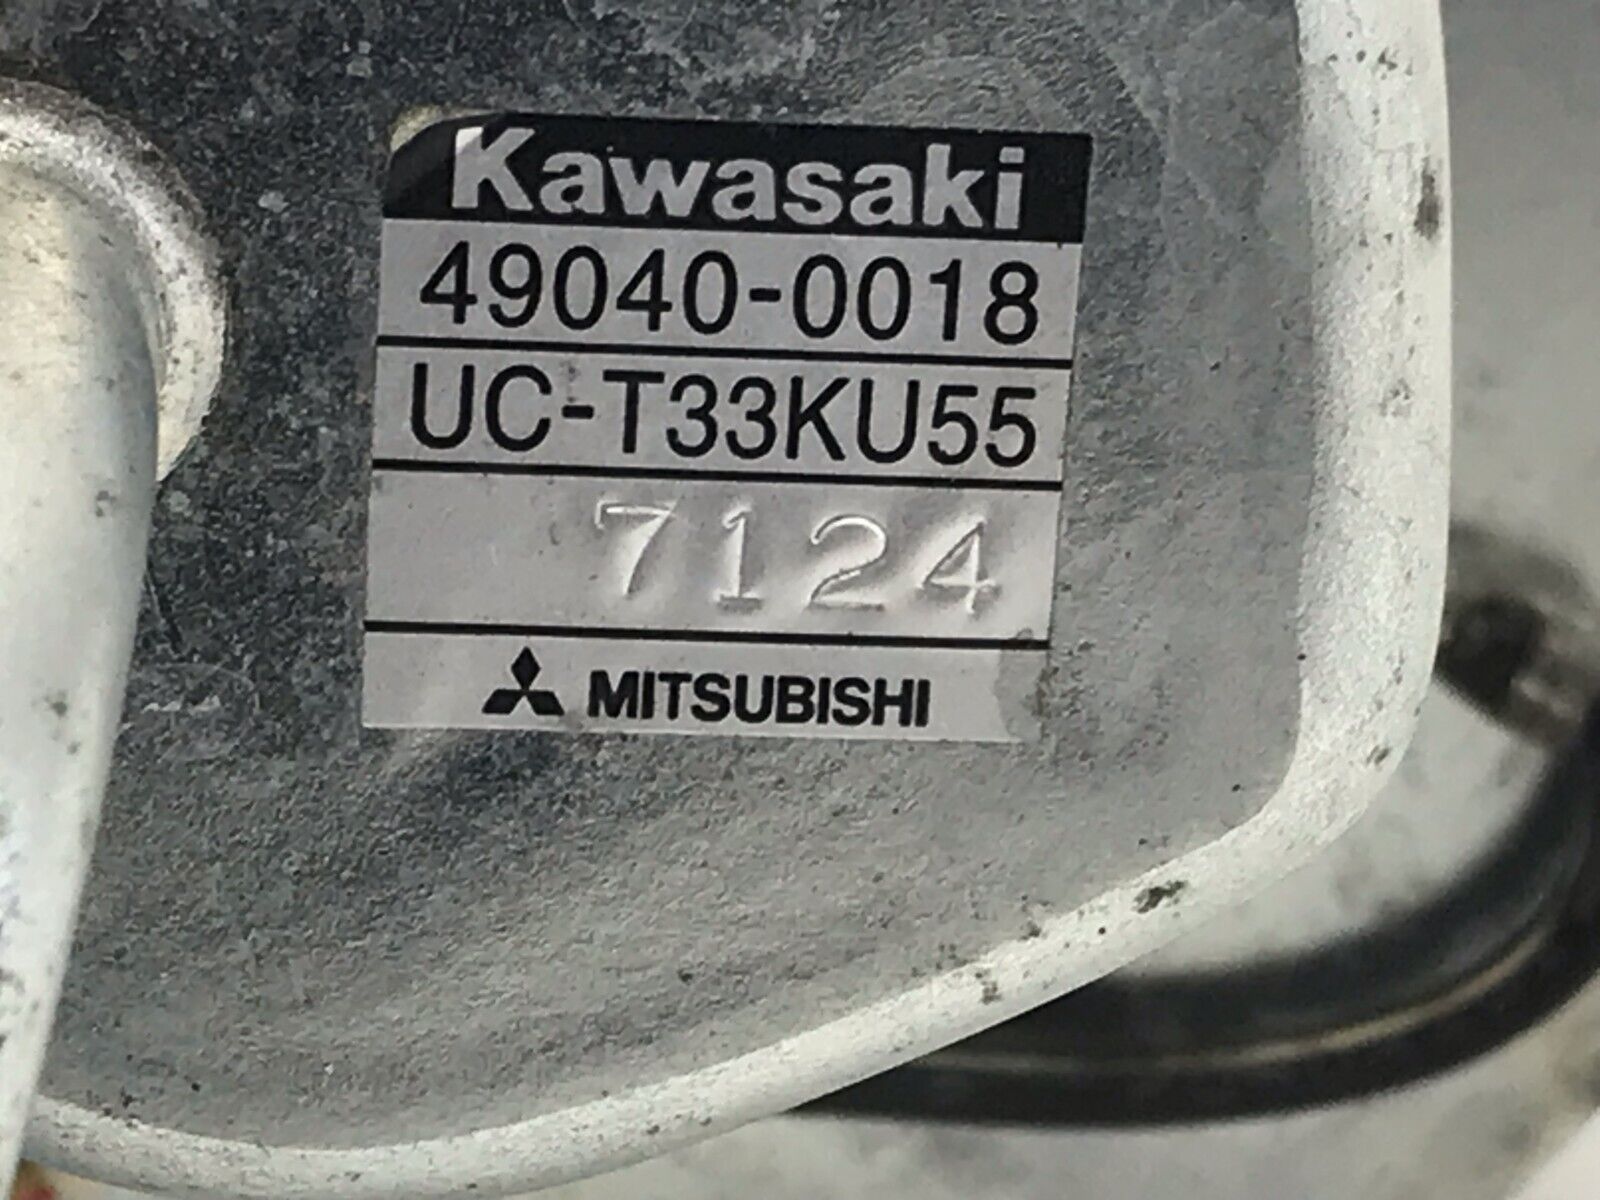 Kawasaki
49040-0018
UC-T33KU55
7124
MITSUBISHI